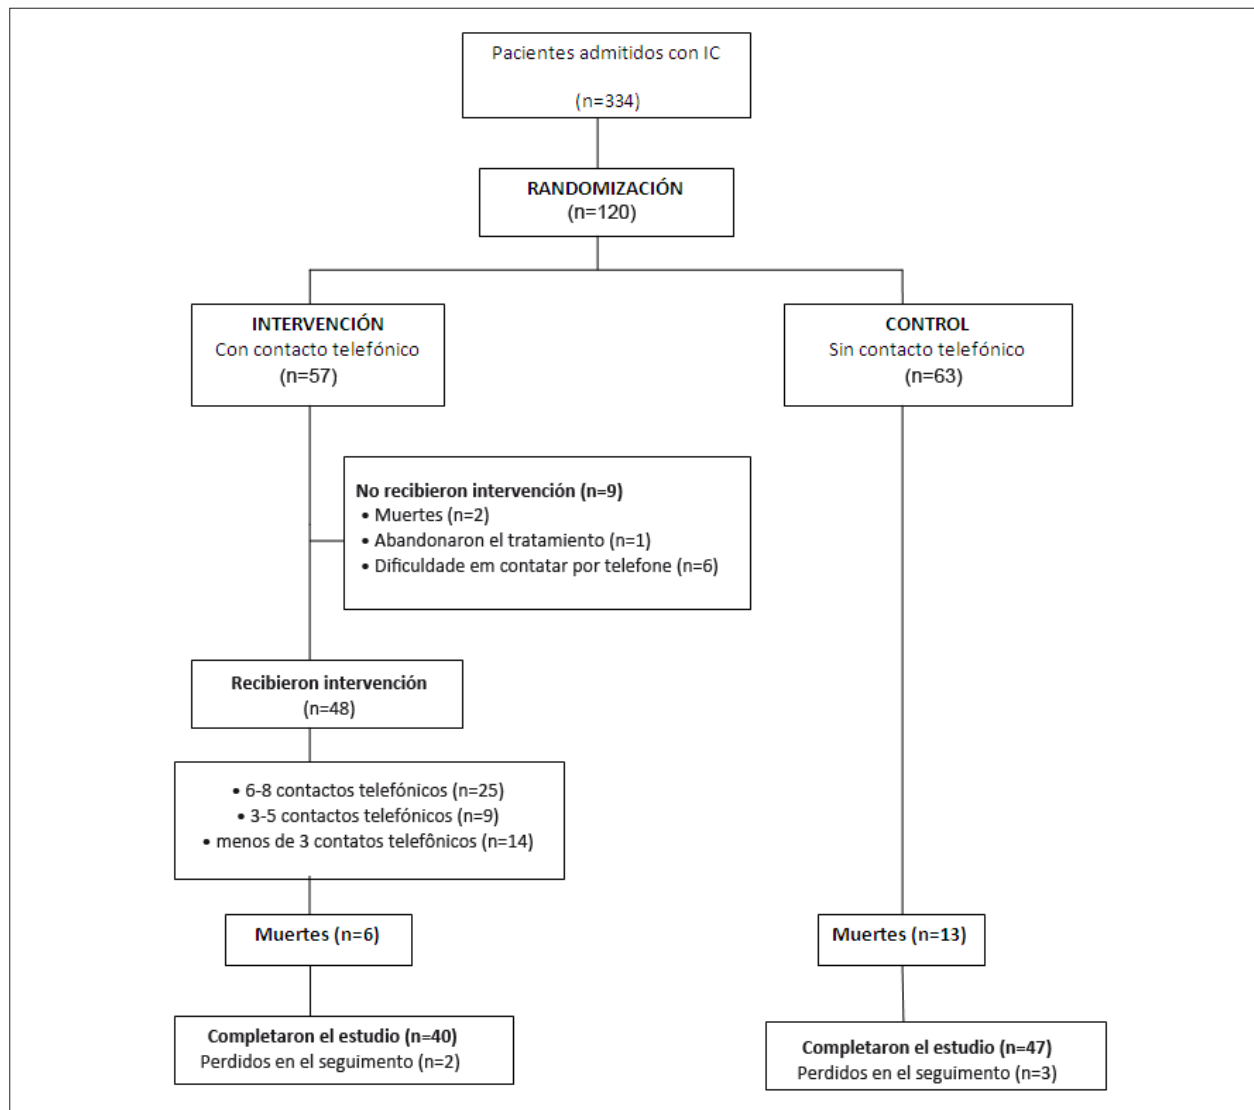 Pacientes admitidos con IC
(n=334)
RANDOMIZACIÓN
(n=120)
INTERVENCIÓN
Con contacto telefónico
(n=57)
CONTROL
Sin contacto telefónico
(n=63)
No recibieron intervención (n=9)
• Muertes (n=2)
• Abandonaron el tratamiento (n=1)
• Dificuldade em contatar por telefone (n=6)
Recibieron intervención
(n=48)
• 6-8 contactos telefónicos (n=25)
• 3-5 contactos telefónicos (n=9)
• menos de 3 contatos telefônicos (n=14)
Muertes (n=6)
Muertes (n=13)
Completaron el estudio (n=40)
Perdidos en el seguimento (n=2)
Completaron el estudio (n=47)
Perdidos en el seguimento (n=3)